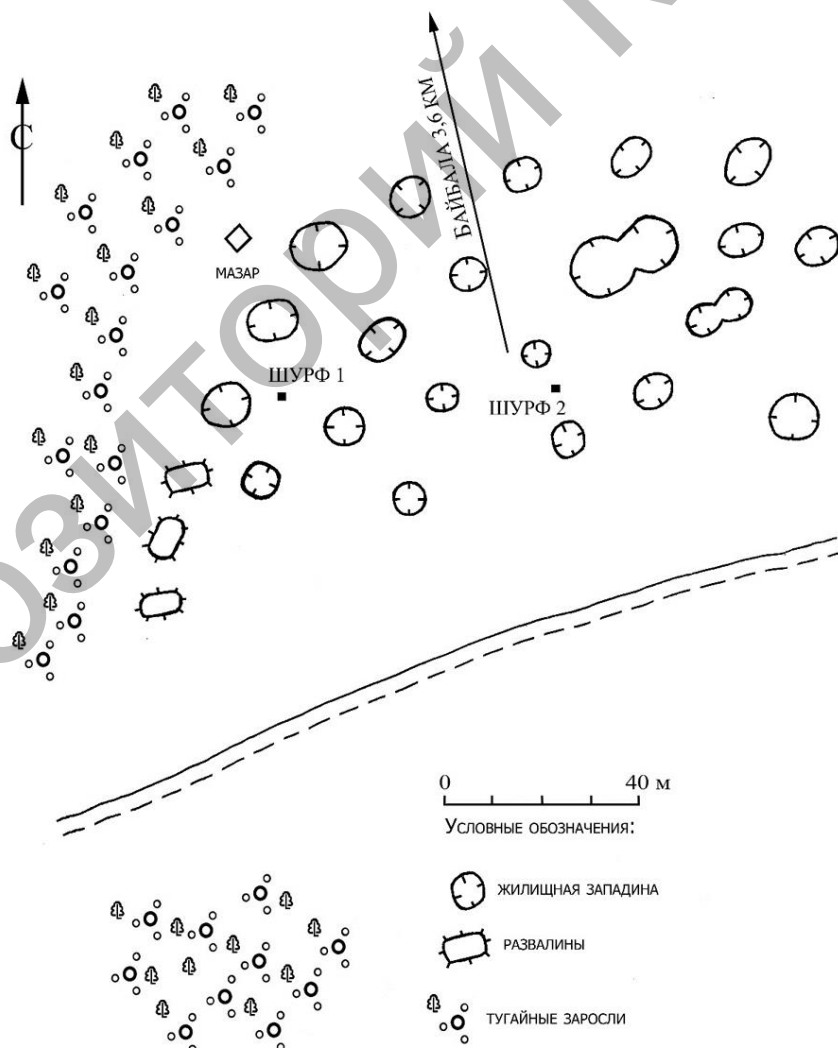 С
БАЙБАЛА 3,6 КМ
МАЗАР
ШУРФ 1
ШУРФ 2
0 40 м
Условные обозначения:
ЖИЛИЩНАЯ ЗАПАДИНА
РАЗВАЛИНЫ
ТУГАЙНЫЕ ЗАРОСЛИ